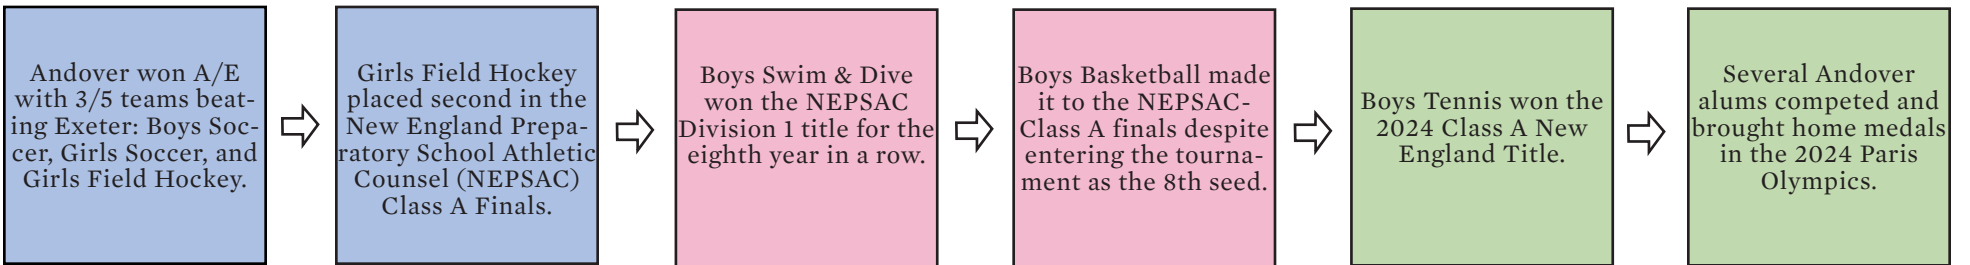 Andover won A/E
with 3/5 teams beat-
ing Exeter: Boys Soc-
cer, Girls Soccer, and
Girls Field Hockey.
Girls Field Hockey
placed second in the
New England Prepa-
ratory School Athletic
Counsel (NEPSAC)
Class A Finals.
Boys Swim & Dive
won the NEPSAC
Division 1 title for the
eighth year in a row.
Boys Basketball made
it to the NEPSAC-
Class A finals despite
entering the tourna-
ment as the 8th seed.
Boys Tennis won the
2024 Class A New
England Title.
Several Andover
alums competed and
brought home medals
in the 2024 Paris
Olympics.